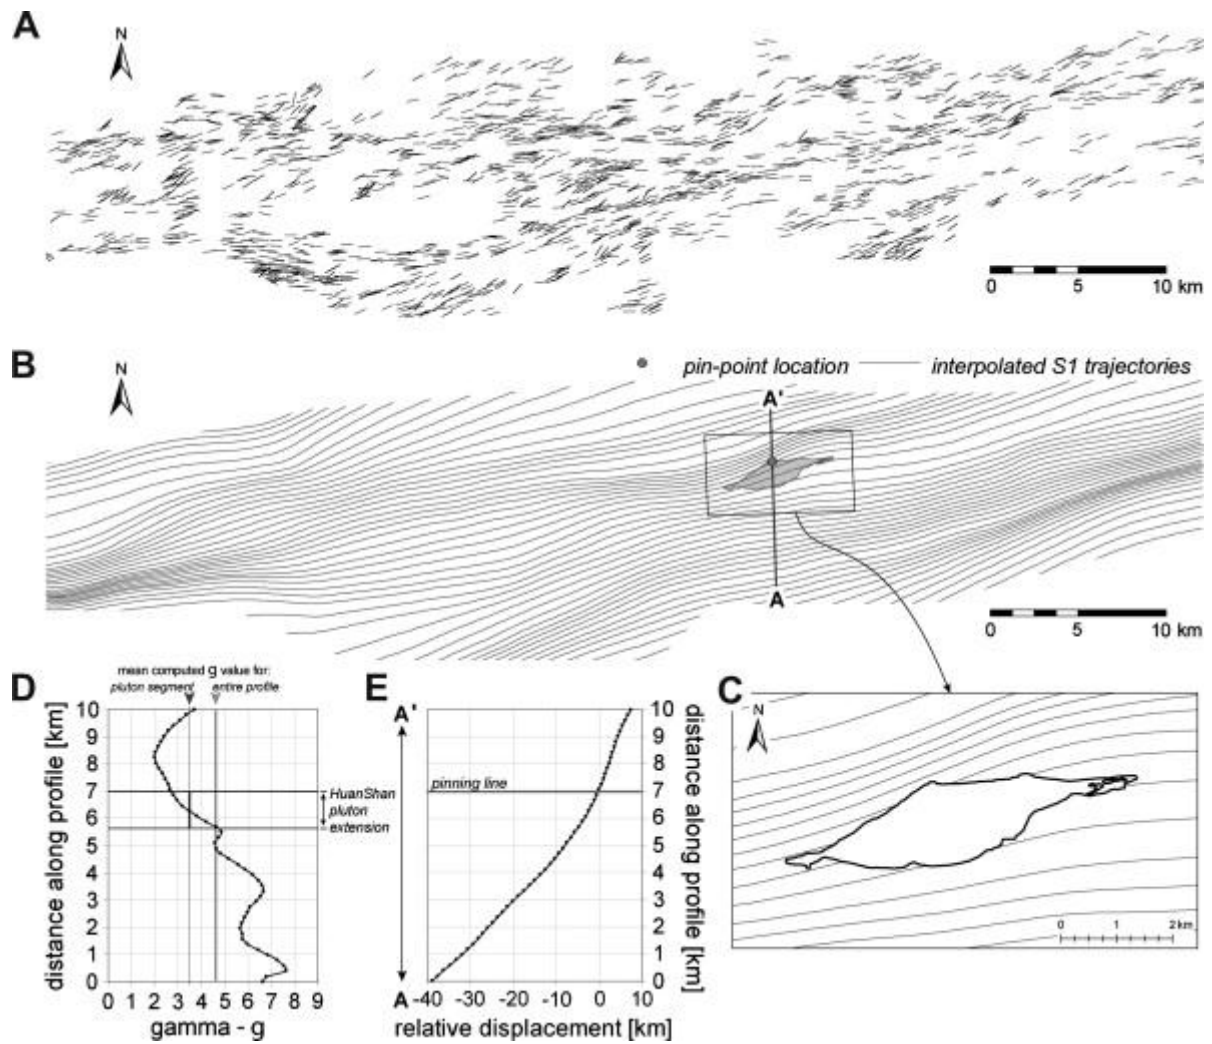 A
N
0 5 10 km
B
N
pin-point location
interpolated S1 trajectories
A'
A
0 5 10 km
mean computed g value for:
pluton segment entire profile
D
10
9
8
7
6
5
4
3
2
1
0
distance along profile [km]
0 1 2 3 4 5 6 7 8 9
gamma - g
HuanShan
pluton
extension
E
A'
A
pinning line
10
9
8
7
6
5
4
3
2
1
0
distance along profile [km]
-40 -30 -20 -10 0 10
relative displacement [km]
C
N
0 1 2 km